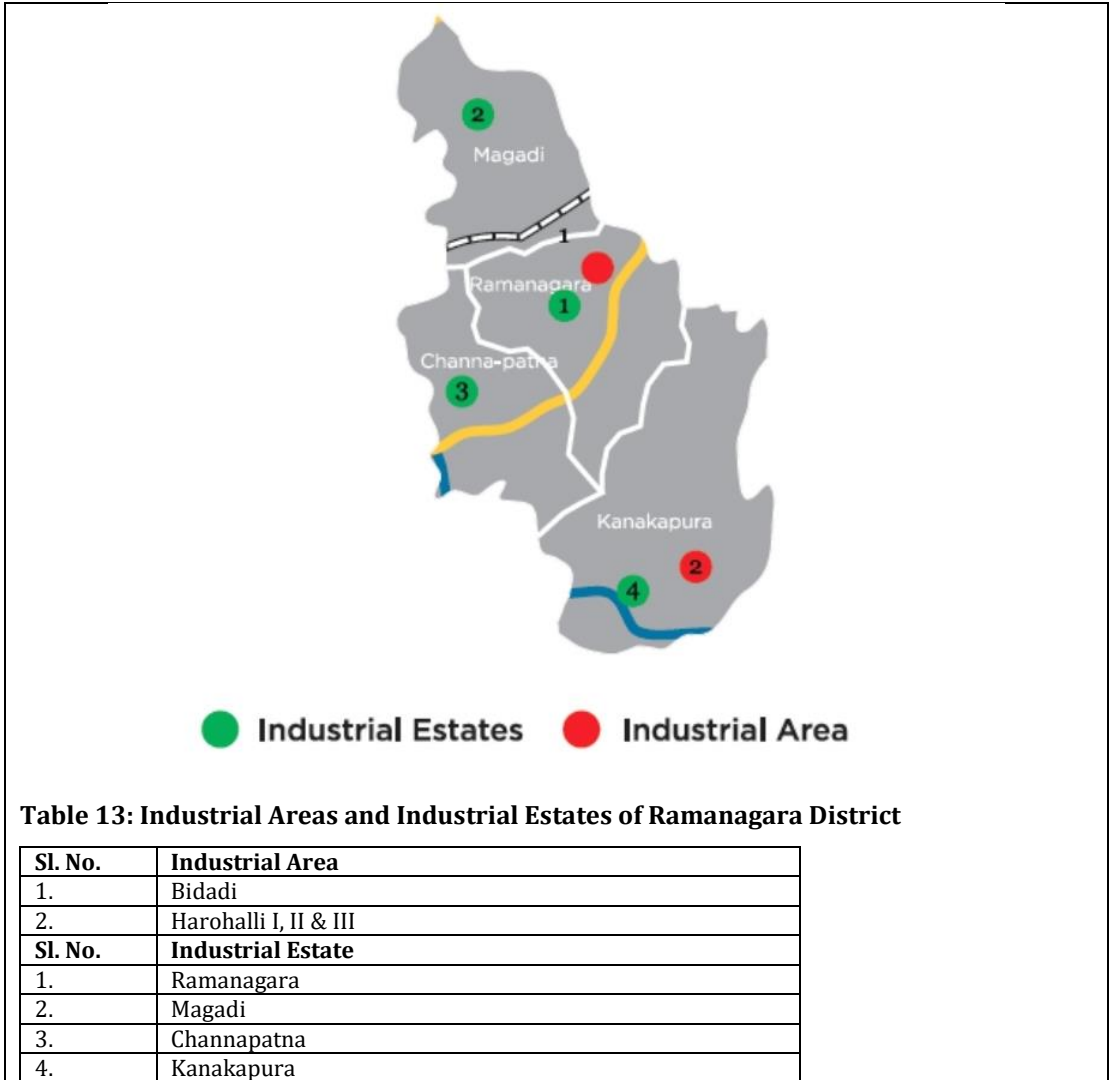 2
Magadi
1
Ramanagara
1
Channa-patna
3
Kanakapura
2
4
Industrial Estates Industrial Area
Table 13: Industrial Areas and Industrial Estates of Ramanagara District
Sl. No. Industrial Area
1. Bidadi
2. Harohalli I, II & III
Sl. No. Industrial Estate
1. Ramanagara
2. Magadi
3. Channapatna
4. Kanakapura